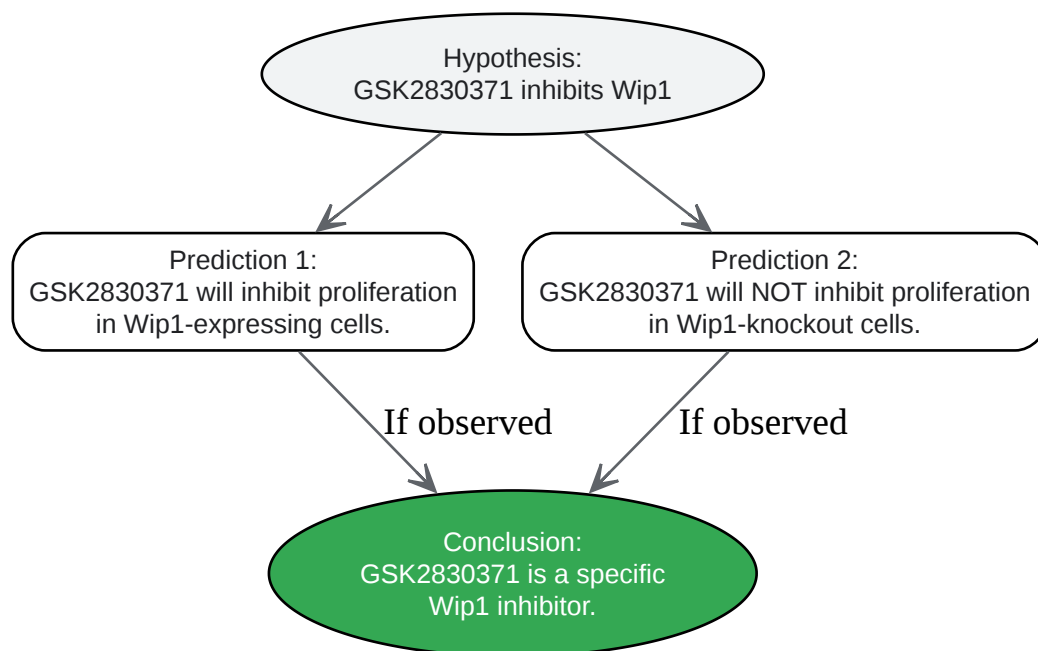 Hypothesis:
GSK2830371 inhibits Wip1
Prediction 1:
GSK2830371 will inhibit proliferation
in Wip1-expressing cells.
Prediction 2:
GSK2830371 will NOT inhibit proliferation
in Wip1-knockout cells.
If observed
If observed
Conclusion:
GSK2830371 is a specific
Wip1 inhibitor.